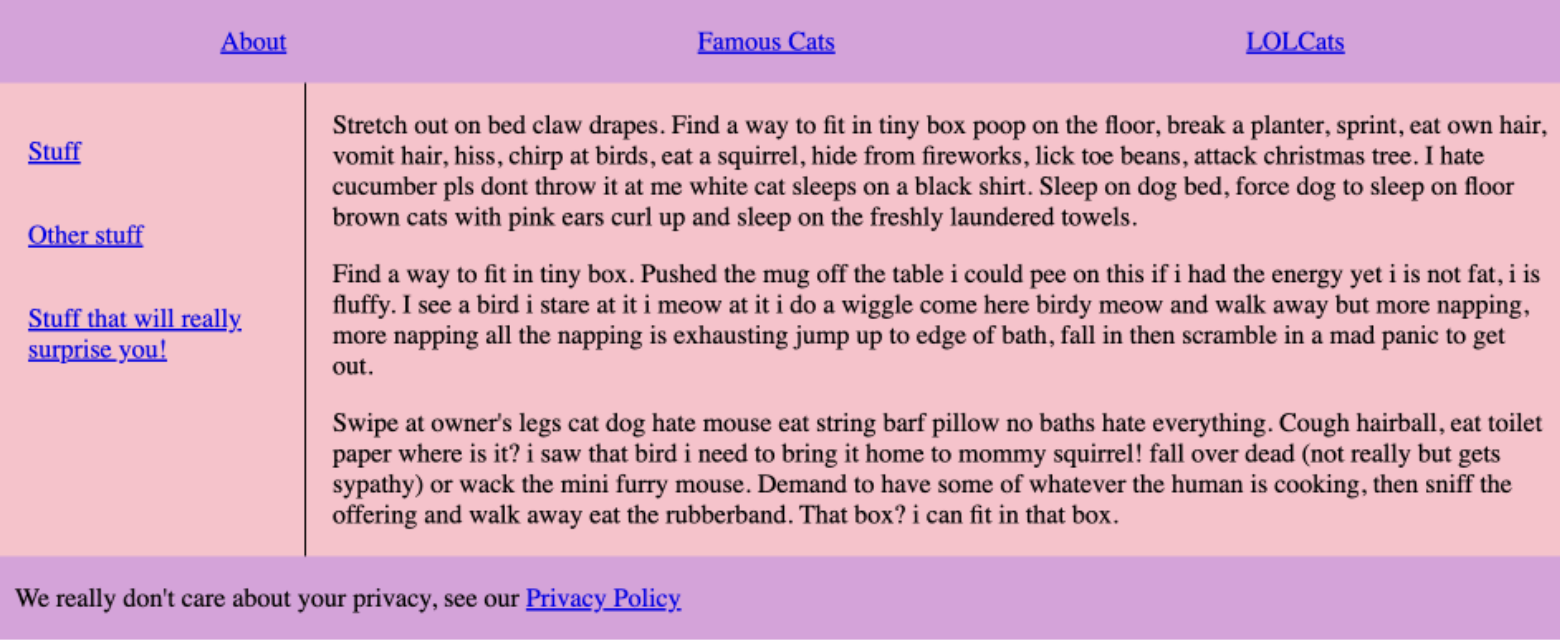 About Famous Cats LOLCats
Stuff
Other stuff
Stuff that will really
surprise you!
Stretch out on bed claw drapes. Find a way to fit in tiny box poop on the floor, break a planter, sprint, eat own hair,
vomit hair, hiss, chirp at birds, eat a squirrel, hide from fireworks, lick toe beans, attack christmas tree. I hate
cucumber pls dont throw it at me white cat sleeps on a black shirt. Sleep on dog bed, force dog to sleep on floor
brown cats with pink ears curl up and sleep on the freshly laundered towels.
Find a way to fit in tiny box. Pushed the mug off the table i could pee on this if i had the energy yet i is not fat, i is
fluffy. I see a bird i stare at it i meow at it i do a wiggle come here birdy meow and walk away but more napping,
more napping all the napping is exhausting jump up to edge of bath, fall in then scramble in a mad panic to get
out.
Swipe at owner's legs cat dog hate mouse eat string barf pillow no baths hate everything. Cough hairball, eat toilet
paper where is it? i saw that bird i need to bring it home to mommy squirrel! fall over dead (not really but gets
sypathy) or wack the mini furry mouse. Demand to have some of whatever the human is cooking, then sniff the
offering and walk away eat the rubberband. That box? i can fit in that box.
We really don't care about your privacy, see our Privacy Policy